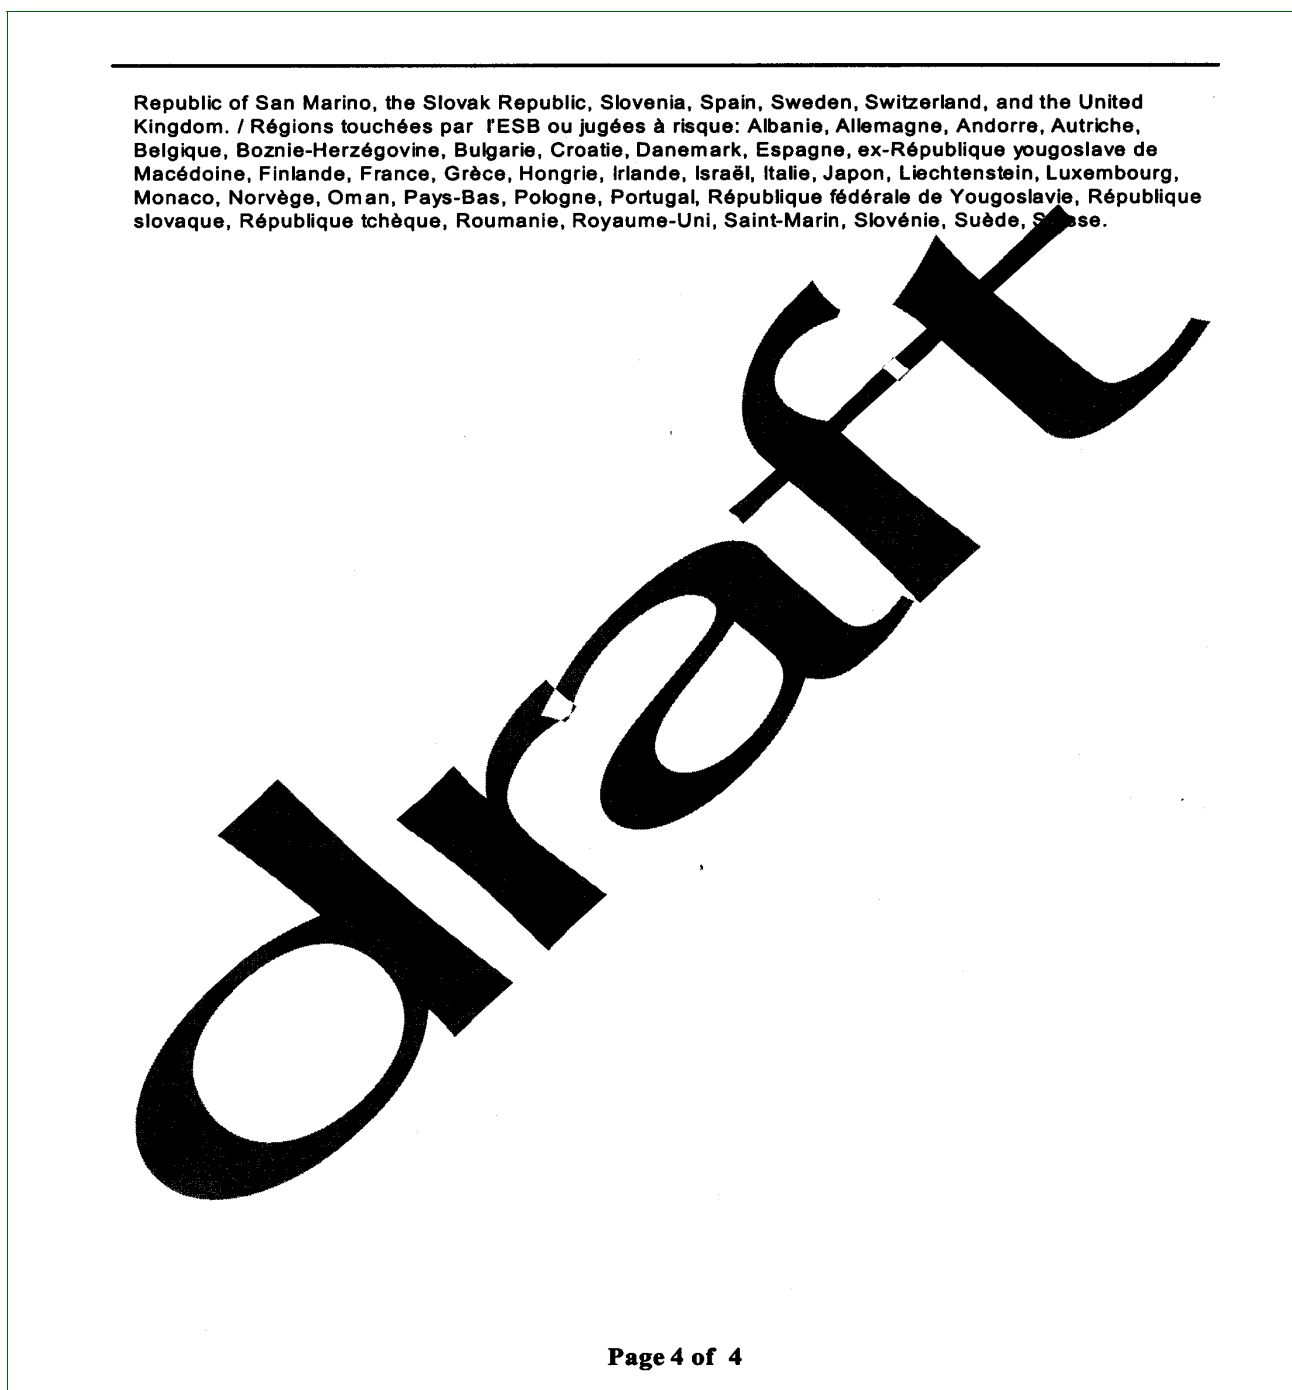 Republic of San Marino, the Slovak Republic, Slovenia, Spain, Sweden, Switzerland, and the United
Kingdom. / Régions touchées par l'ESB ou jugées à risque: Albanie, Allemagne, Andorre, Autriche,
Belgique, Boznie-Herzégovine, Bulgarie, Croatie, Danemark, Espagne, ex-République yougoslave de
Macédoine, Finlande, France, Grèce, Hongrie, Irlande, Israël, Italie, Japon, Liechtenstein, Luxembourg,
Monaco, Norvège, Oman, Pays-Bas, Pologne, Portugal, République fédérale de Yougoslavie, République
slovaque, République tchèque, Roumanie, Royaume-Uni, Saint-Marin, Slovénie, Suède, Suisse.
draft
Page 4 of 4